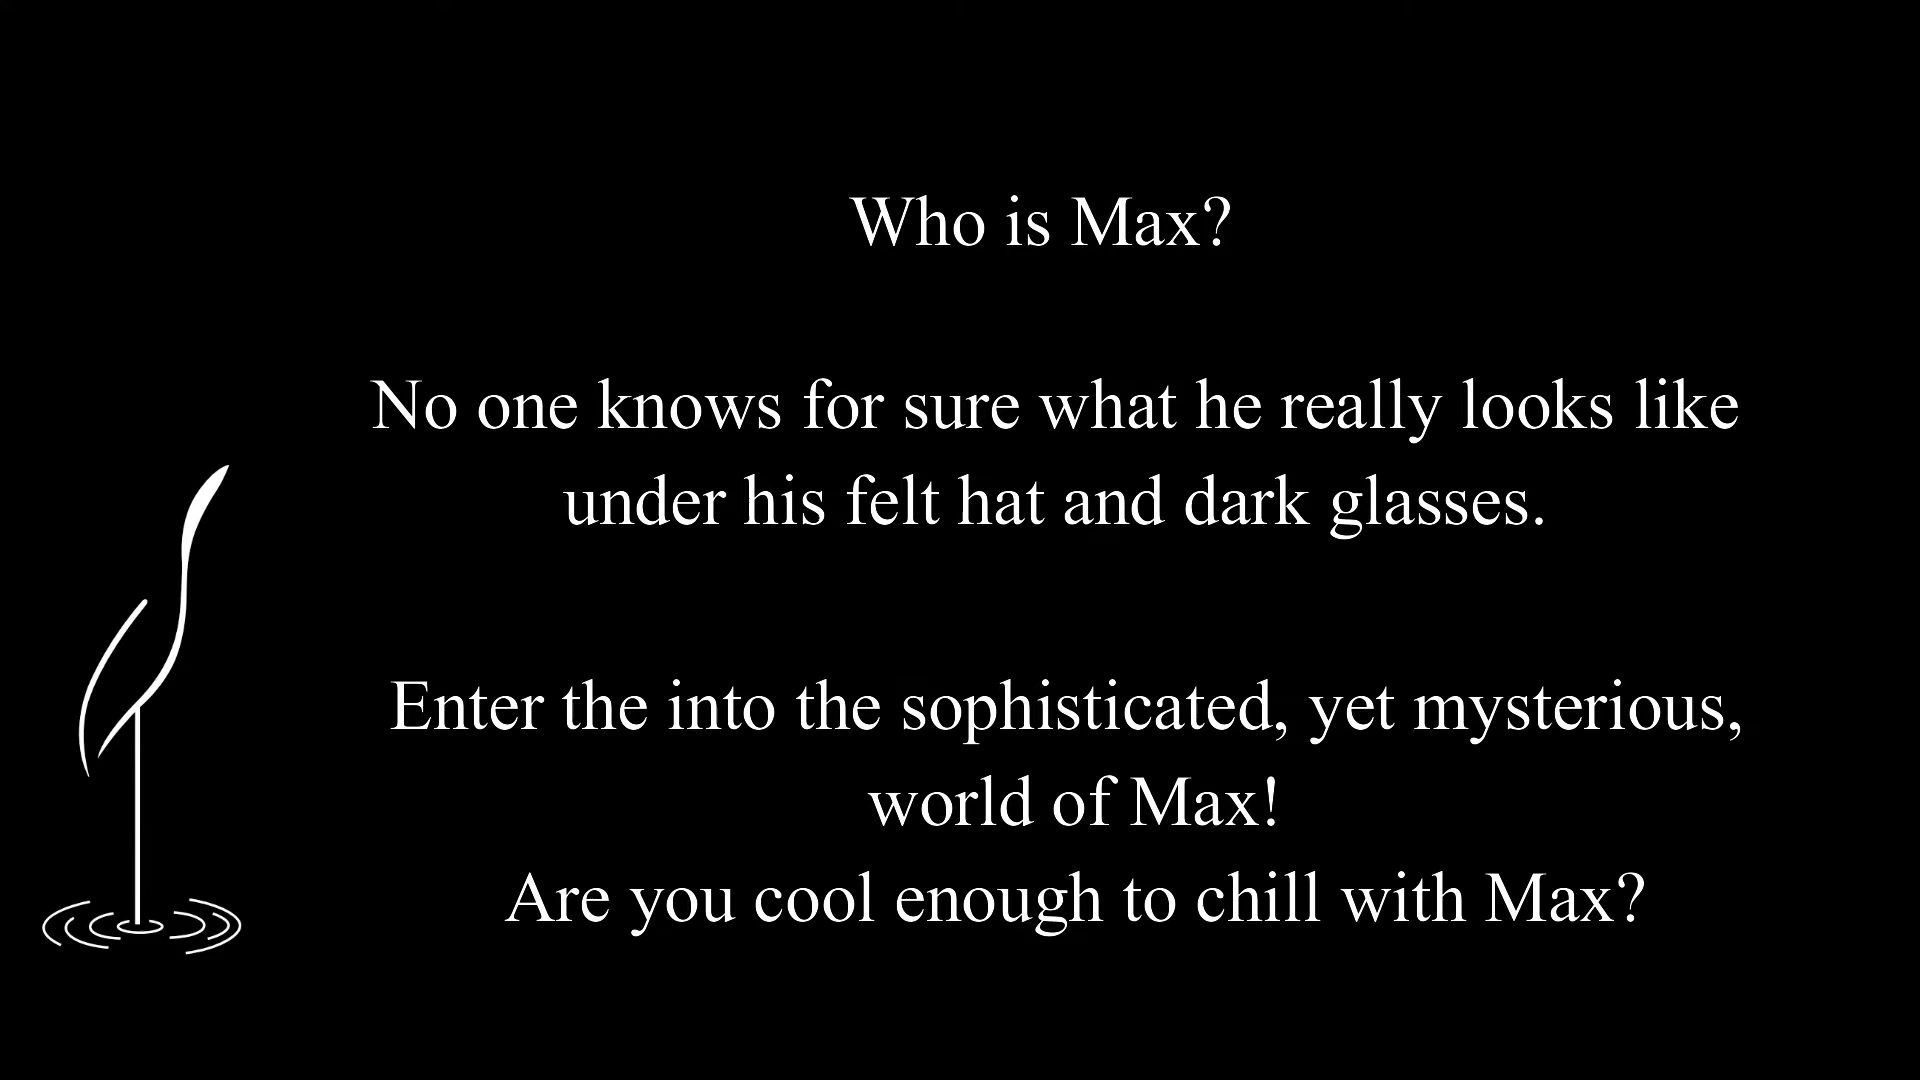 Who is Max?
No one knows for sure what he really looks like
under his felt hat and dark glasses.
Enter the into the sophisticated, yet mysterious,
world of Max!
Are you cool enough to chill with Max?